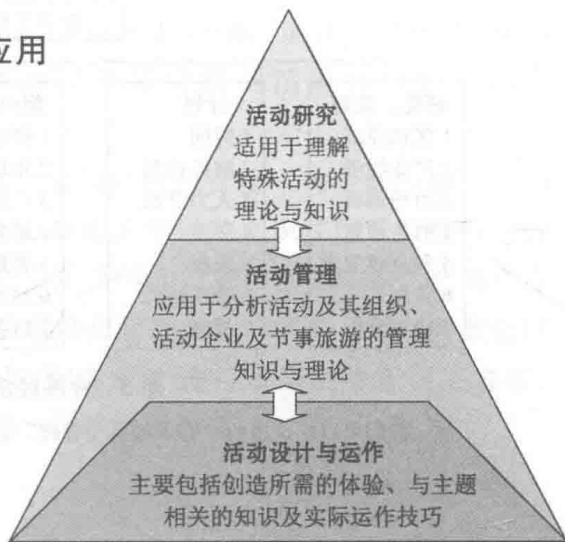 应用
活动研究
适用于理解
特殊活动的
理论与知识
活动管理
应用于分析活动及其组织、
活动企业及节事旅游的管理
知识与理论
活动设计与运作
主要包括创造所需的体验、与主题
相关的知识及实际运作技巧